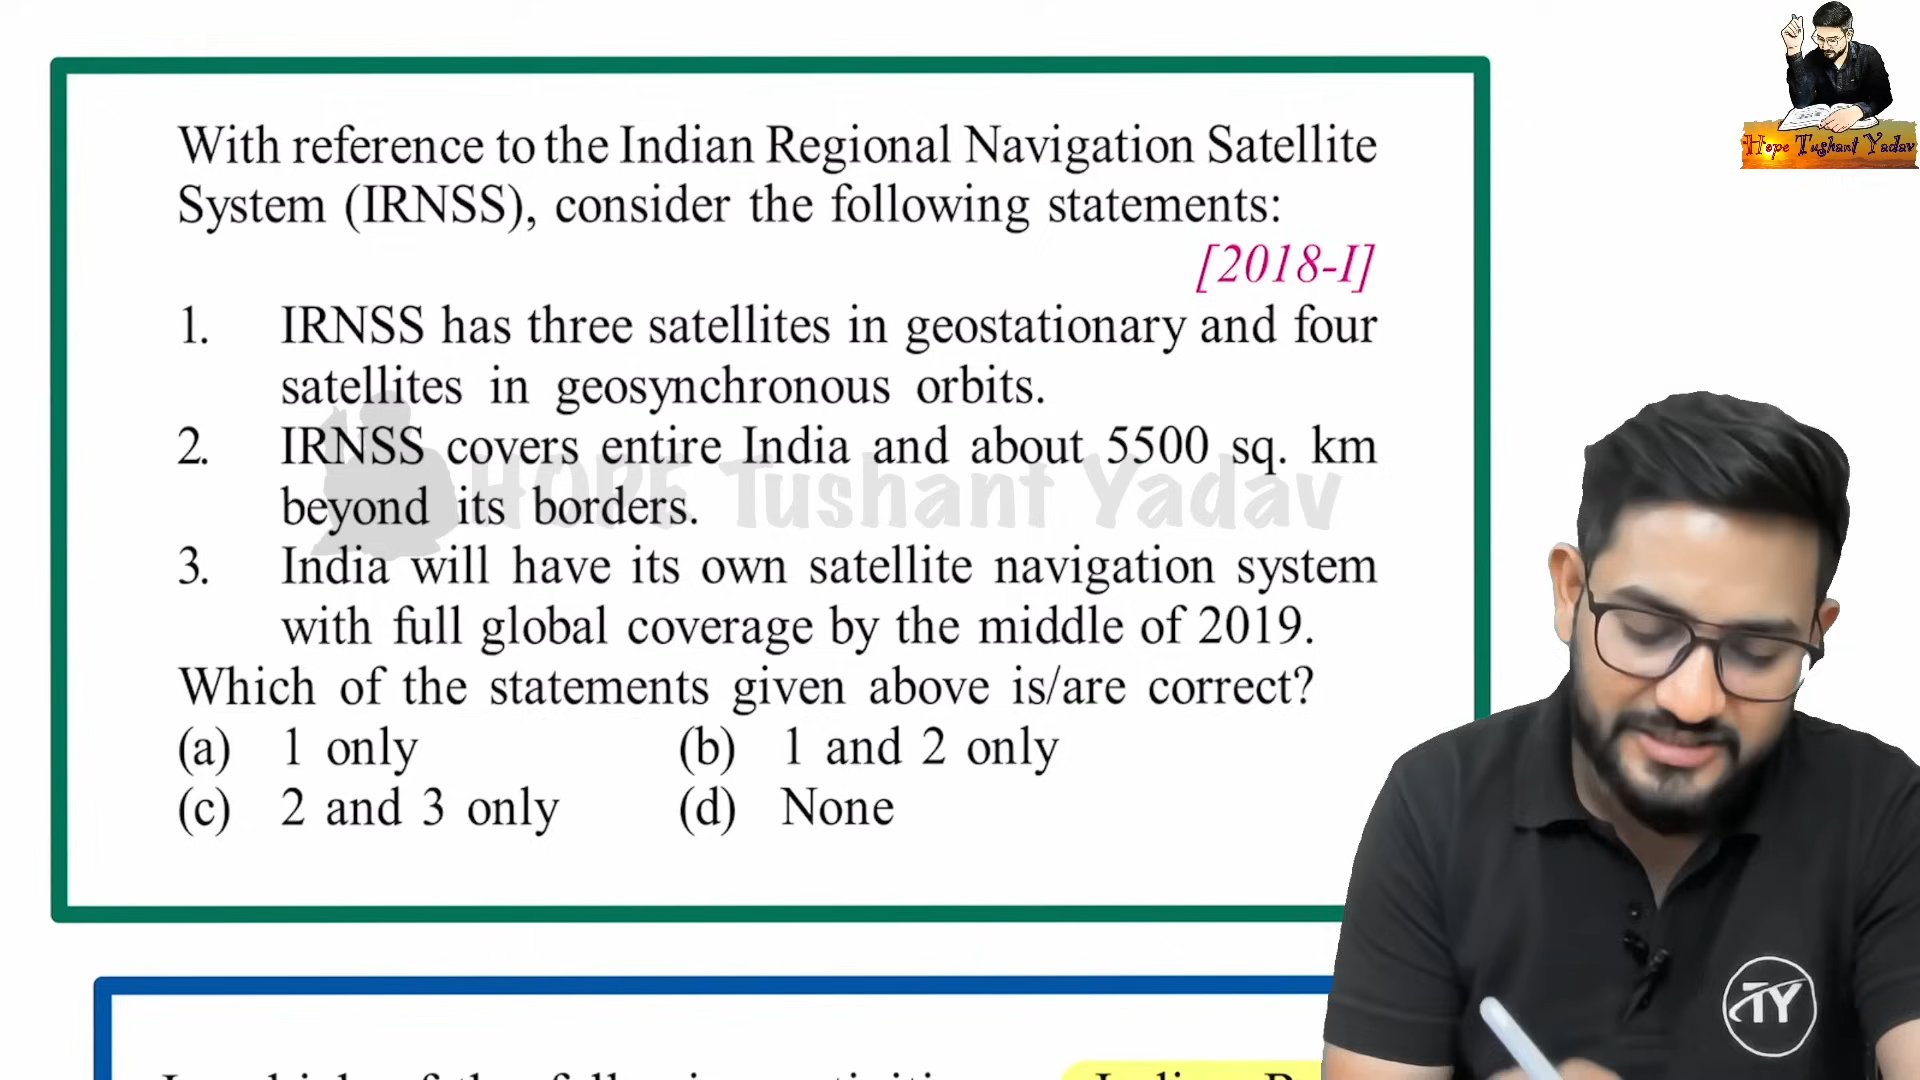 Hope Tushant Yadav
With reference to the Indian Regional Navigation Satellite
System (IRNSS), consider the following statements:
[2018-I]
1. IRNSS has three satellites in geostationary and four
satellites in geosynchronous orbits.
2. IRNSS covers entire India and about 5500 sq. km
beyond its borders.
HOPE Tushant Yadav
3. India will have its own satellite navigation system
with full global coverage by the middle of 2019.
Which of the statements given above is/are correct?
(a) 1 only (b) 1 and 2 only
(c) 2 and 3 only (d) None
TY